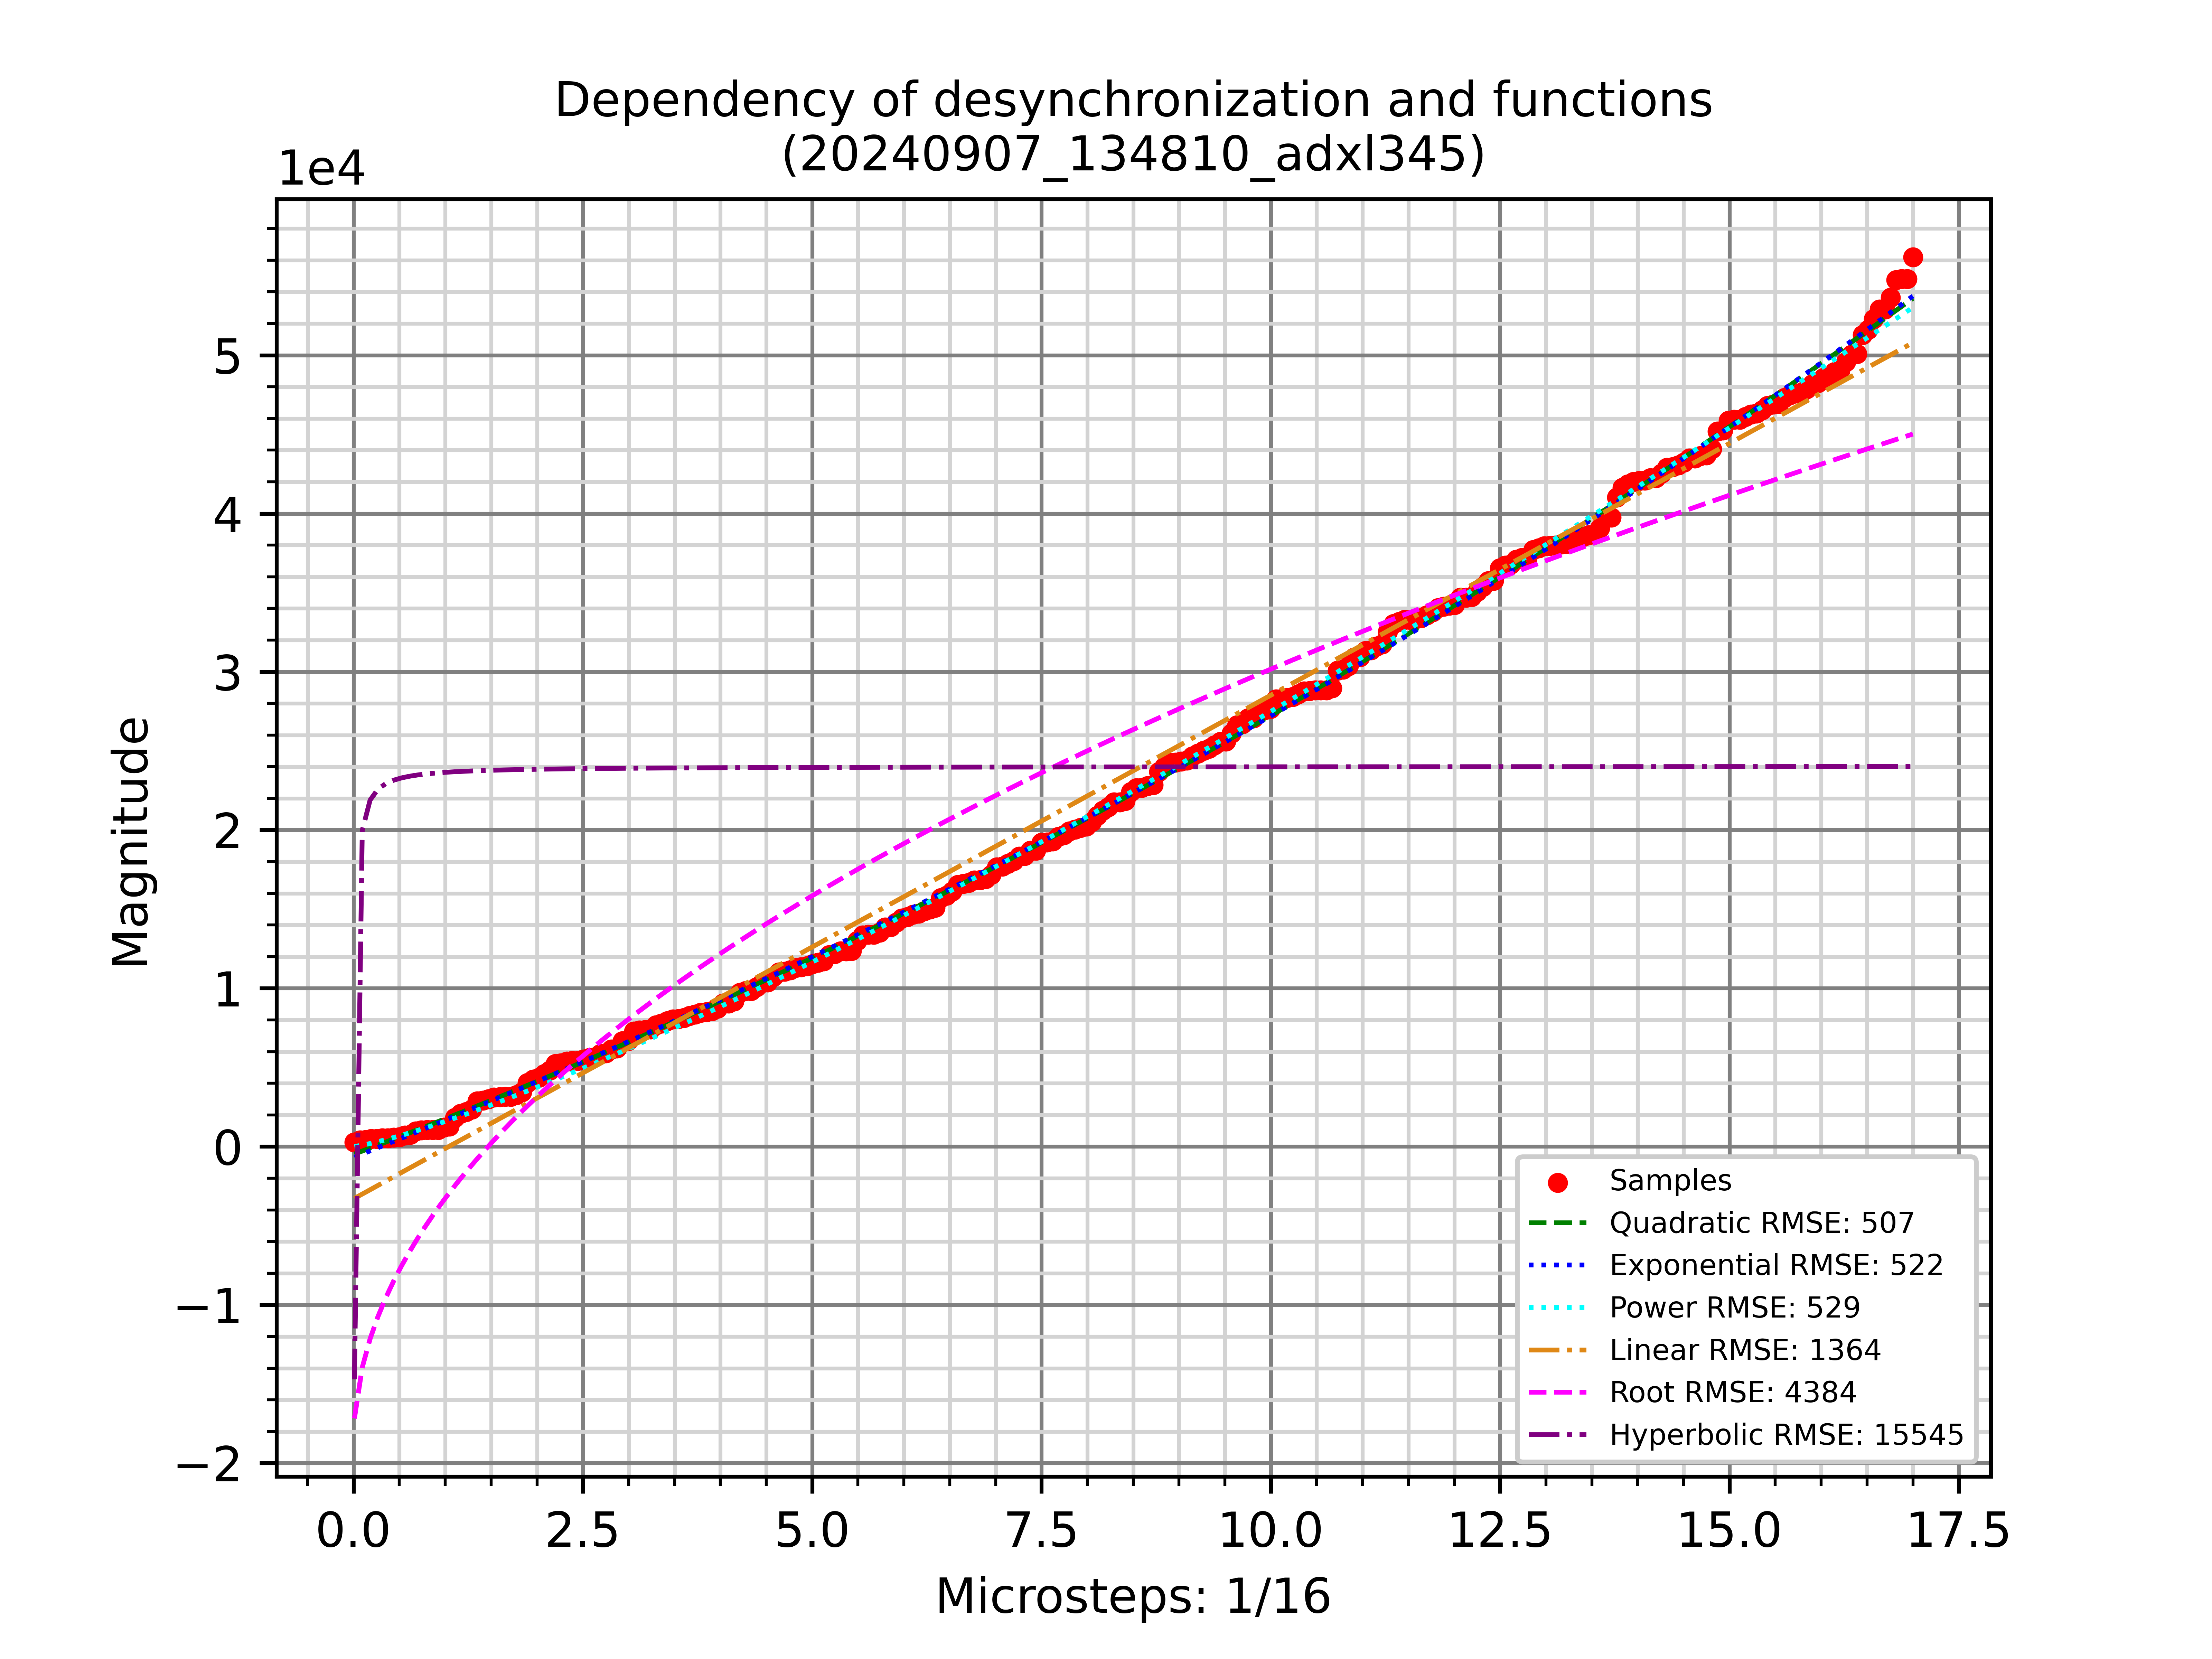 Dependency of desynchronization and functions
(20240907_134810_adxl345)
1e4
5
4
3
2
1
0
−1
−2
Magnitude
Samples
Quadratic RMSE: 507
Exponential RMSE: 522
Power RMSE: 529
Linear RMSE: 1364
Root RMSE: 4384
Hyperbolic RMSE: 15545
0.0 2.5 5.0 7.5 10.0 12.5 15.0 17.5
Microsteps: 1/16